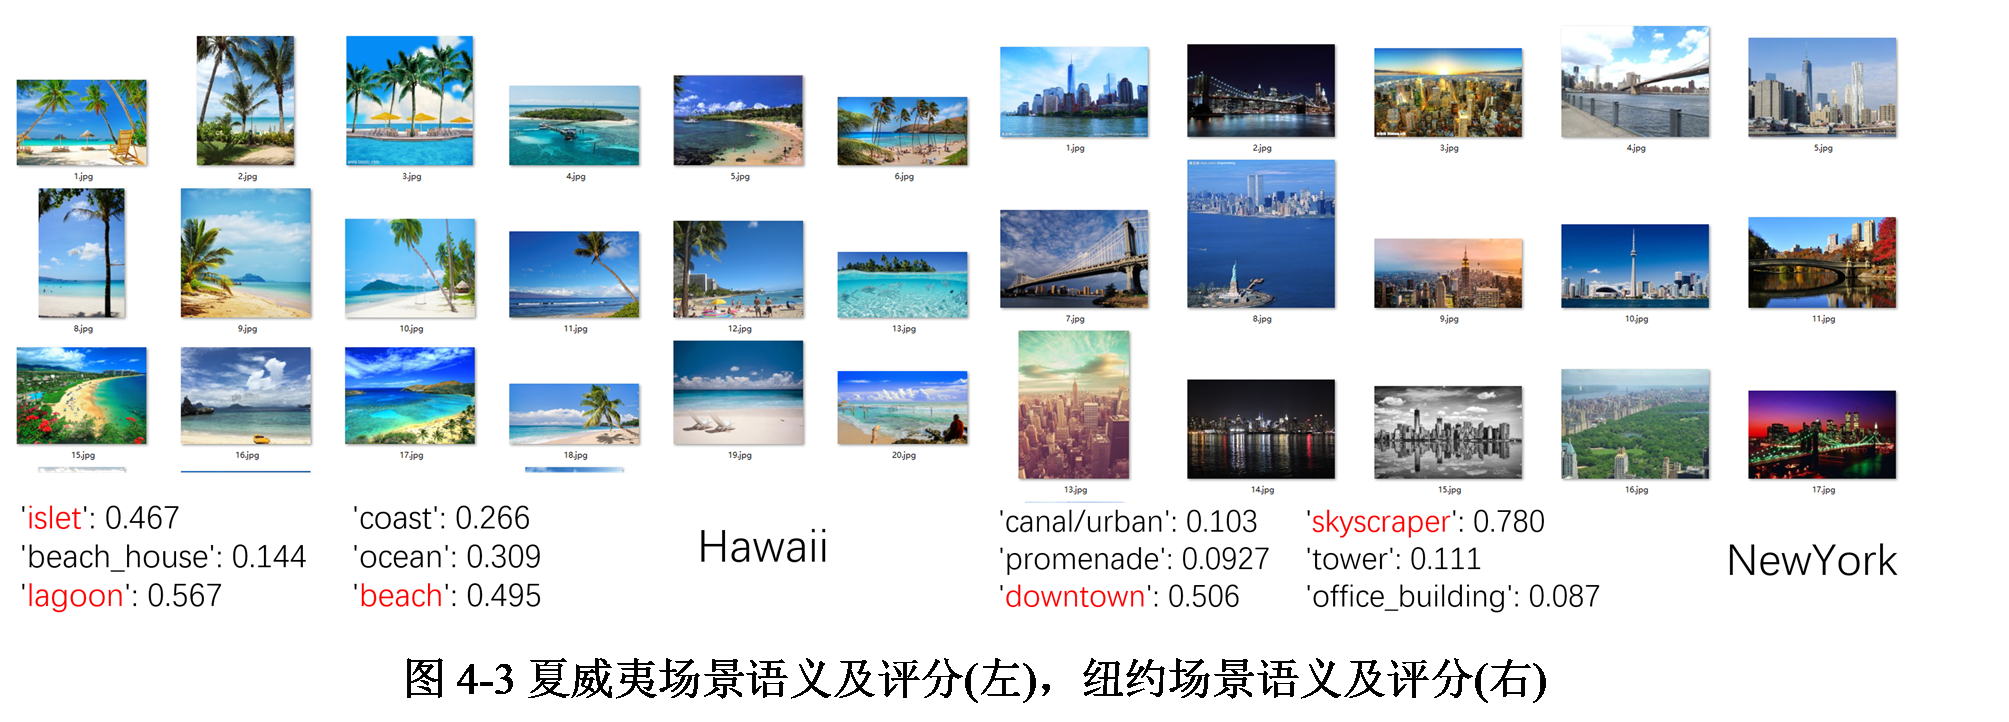 1.jpg
2.jpg
3.jpg
4.jpg
5.jpg
6.jpg
8.jpg
9.jpg
10.jpg
11.jpg
12.jpg
13.jpg
15.jpg
16.jpg
17.jpg
18.jpg
19.jpg
20.jpg
'islet': 0.467
'coast': 0.266
'beach_house': 0.144
'ocean': 0.309
'lagoon': 0.567
'beach': 0.495
Hawaii
1.jpg
2.jpg
3.jpg
4.jpg
5.jpg
7.jpg
8.jpg
9.jpg
10.jpg
11.jpg
13.jpg
14.jpg
15.jpg
16.jpg
17.jpg
'canal/urban': 0.103
'skyscraper': 0.780
'promenade': 0.0927
'tower': 0.111
'downtown': 0.506
'office_building': 0.087
NewYork
图 4-3 夏威夷场景语义及评分(左)，纽约场景语义及评分(右)